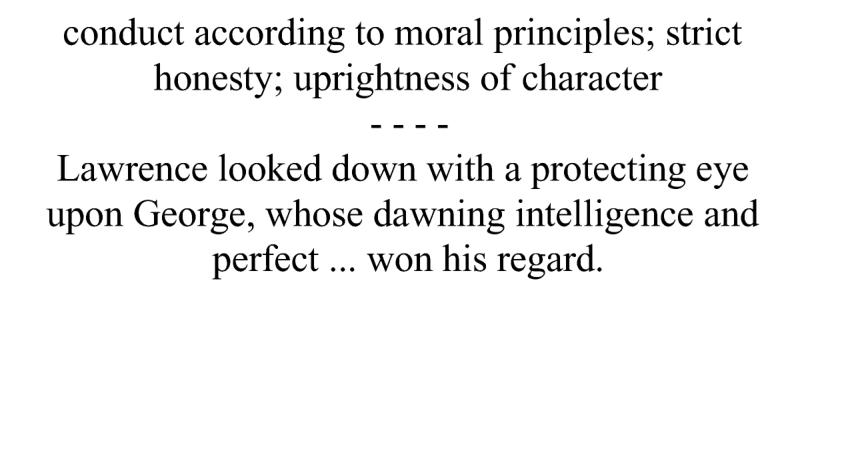 conduct according to moral principles; strict
honesty; uprightness of character
- - - -
Lawrence looked down with a protecting eye
upon George, whose dawning intelligence and
perfect ... won his regard.